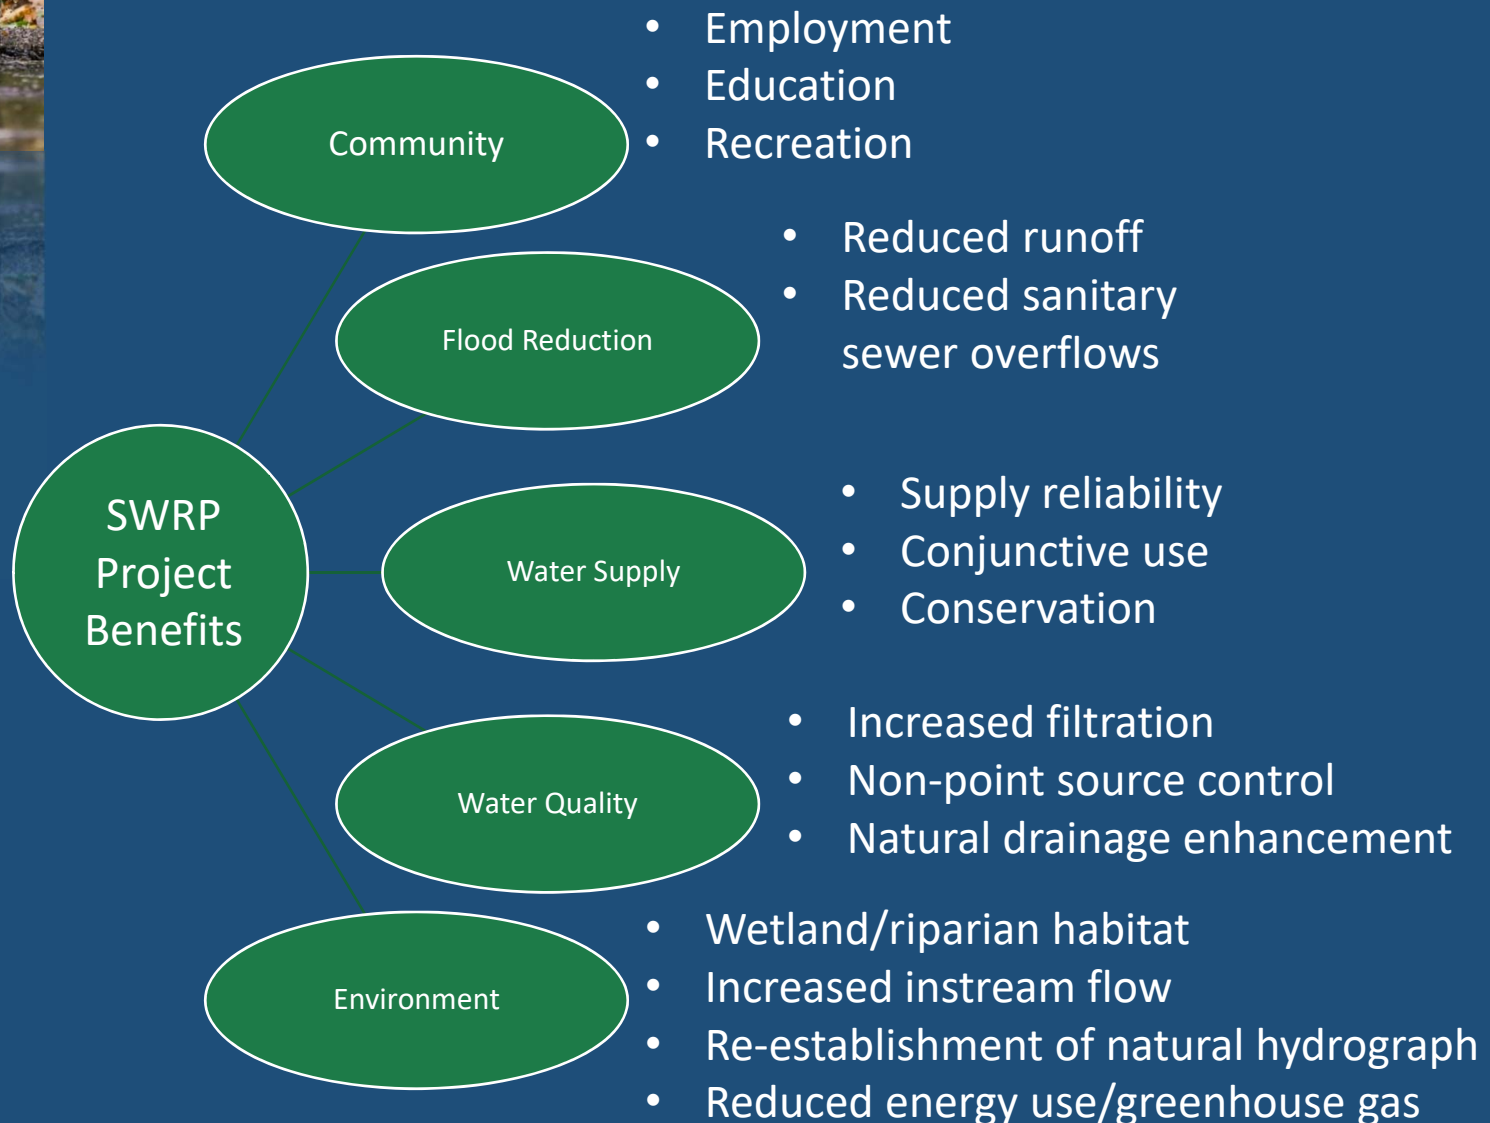 SWRP
Project
Benefits
Community
• Employment
• Education
• Recreation
Flood Reduction
• Reduced runoff
• Reduced sanitary
sewer overflows
Water Supply
• Supply reliability
• Conjunctive use
• Conservation
Water Quality
• Increased filtration
• Non-point source control
• Natural drainage enhancement
Environment
• Wetland/riparian habitat
• Increased instream flow
• Re-establishment of natural hydrograph
• Reduced energy use/greenhouse gas